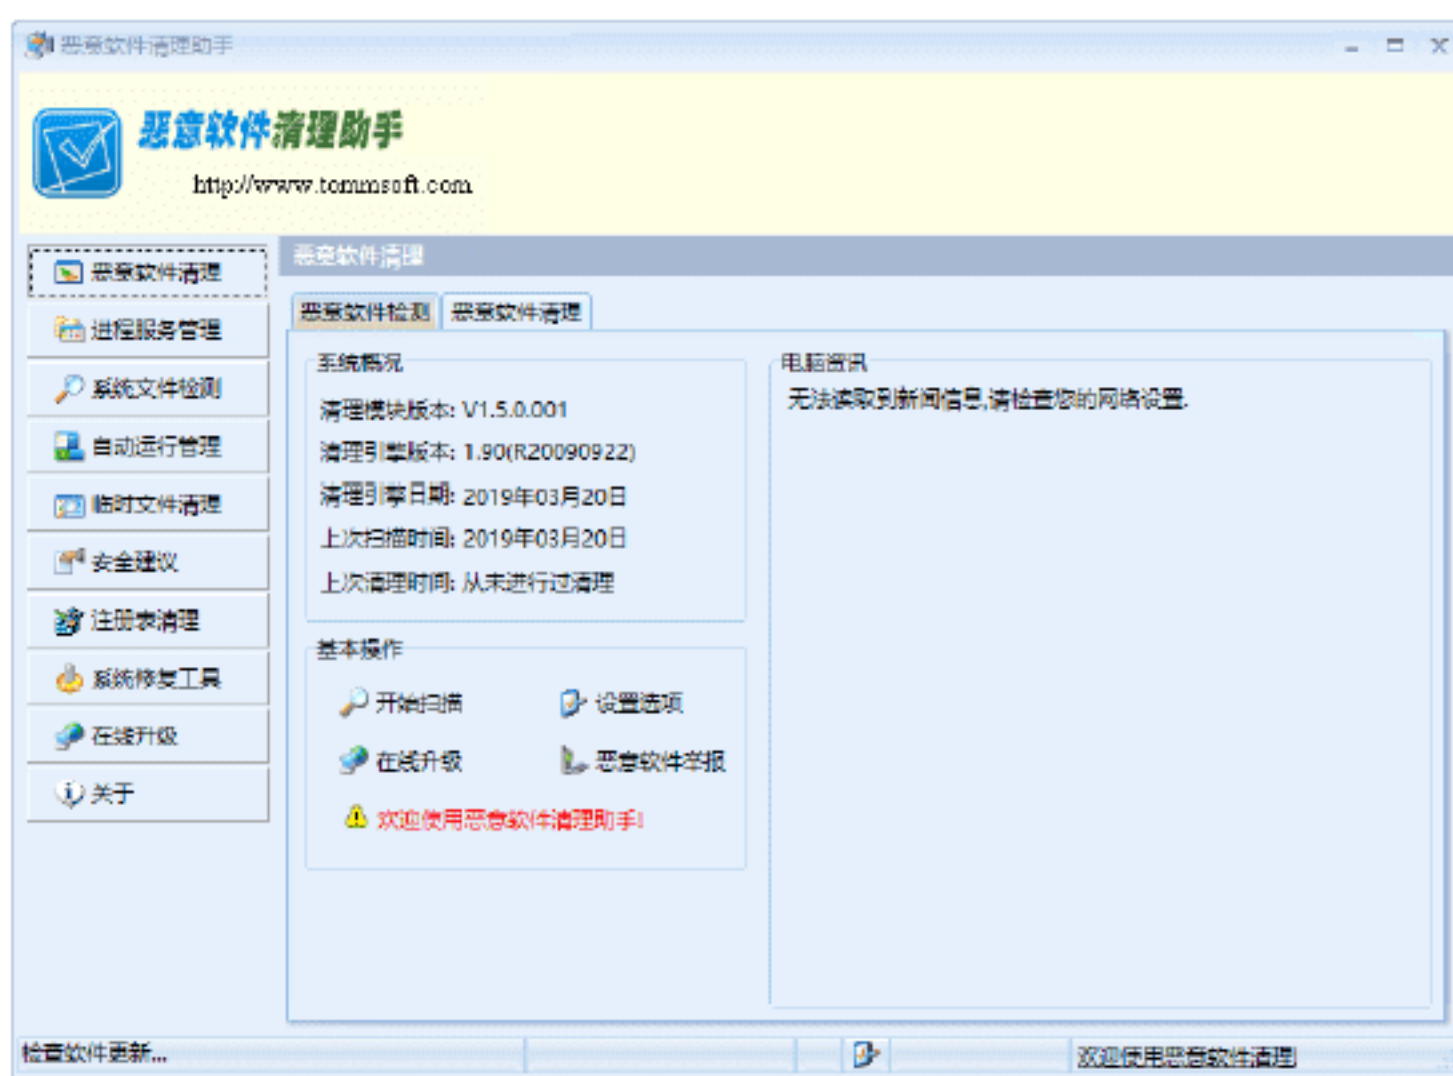 恶意软件清理助手
恶意软件清理助手
http://www.tommsoft.com
恶意软件清理
进程服务管理
系统文件检测
自动运行管理
临时文件清理
安全建议
注册表清理
系统修复工具
在线升级
关于
恶意软件清理
恶意软件检测 恶意软件清理
系统概况
清理模块版本: V1.5.0.001
清理引擎版本: 1.90(R20090922)
清理引擎日期: 2019年03月20日
上次扫描时间: 2019年03月20日
上次清理时间: 从未进行过清理
基本操作
开始扫描 设置选项
在线升级 恶意软件举报
欢迎使用恶意软件清理助手!
电脑资讯
无法读取到新闻信息,请检查您的网络设置.
检查软件更新...
欢迎使用恶意软件清理